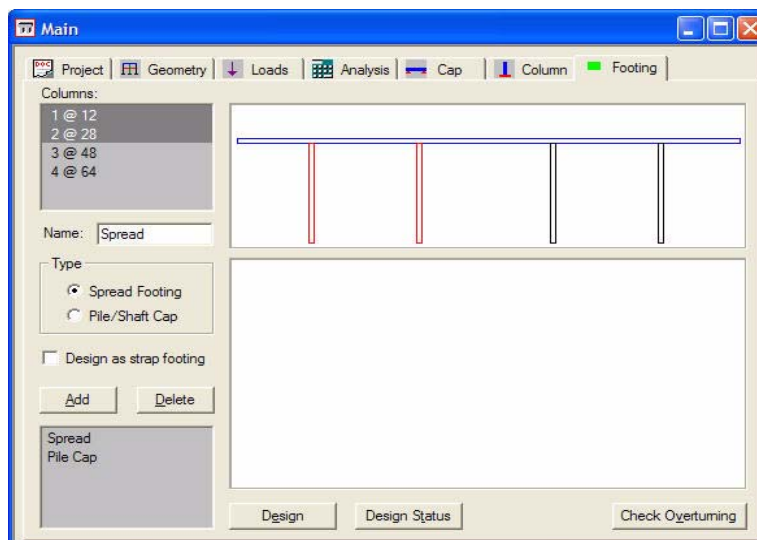 Main
Project
Geometry
Loads
Analysis
Cap
Column
Footing
Columns:
1 @ 12
2 @ 28
3 @ 48
4 @ 64
Name: Spread
Type
Spread Footing
Pile/Shaft Cap
Design as strap footing
Add Delete
Spread
Pile Cap
Design Design Status Check Overturning